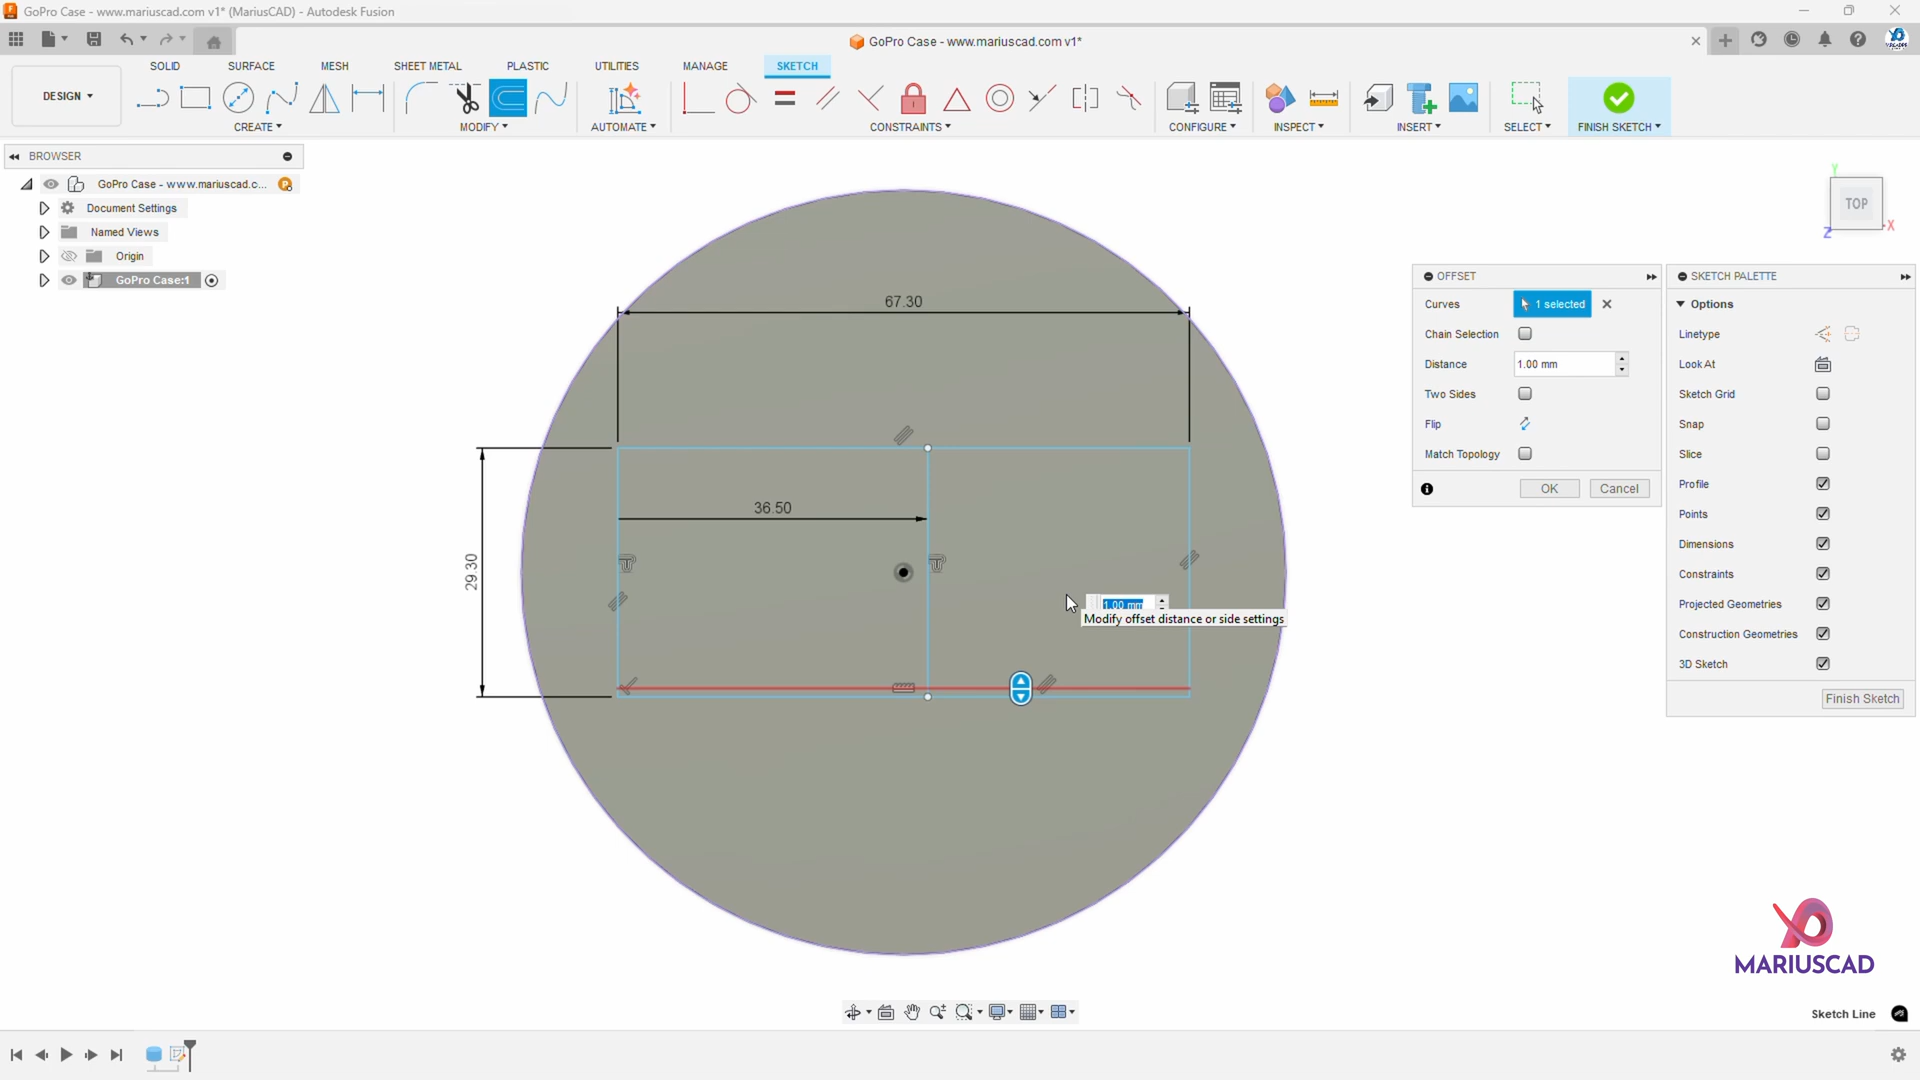 GoPro Case - www.mariuscad.com v1* (MariusCAD) - Autodesk Fusion
GoPro Case - www.mariuscad.com v1*
SOLID SURFACE MESH SHEET METAL PLASTIC UTILITIES MANAGE SKETCH
DESIGN
CREATE MODIFY AUTOMATE CONSTRAINTS CONFIGURE INSPECT INSERT SELECT FINISH SKETCH
BROWSER
GoPro Case - www.mariuscad.c...
Document Settings
Named Views
Origin
GoPro Case:1
TOP
Y
X
Z
67.30
36.50
29.30
1.00 mm
Modify offset distance or side settings
OFFSET
Curves 1 selected
Chain Selection
Distance 1.00 mm
Two Sides
Flip
Match Topology
OK Cancel
SKETCH PALETTE
Options
Linetype
Look At
Sketch Grid
Snap
Slice
Profile
Points
Dimensions
Constraints
Projected Geometries
Construction Geometries
3D Sketch
Finish Sketch
MARIUSCAD
Sketch Line